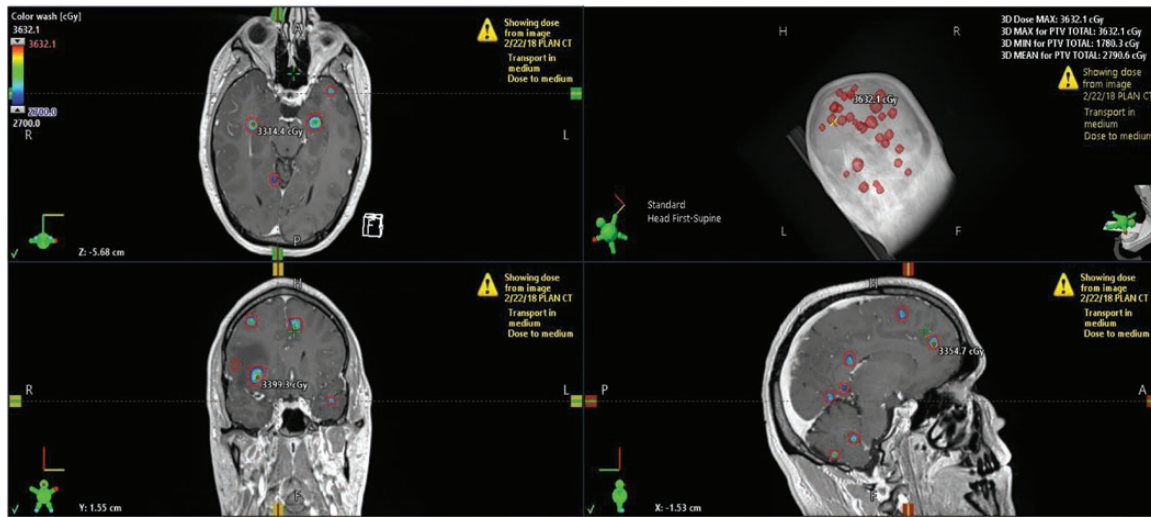 Color wash [cGy]
3632.1
3632.1
2700.0
2700.0
A
Showing dose
from image
2/22/18 PLAN CT
Transport in
medium
Dose to medium
R
L
3314.4 cGy
F
P
Z: -5.68 cm
H
R
3D Dose MAX: 3632.1 cGy
3D MAX for PTV TOTAL: 3632.1 cGy
3D MIN for PTV TOTAL: 1780.3 cGy
3D MEAN for PTV TOTAL: 2790.6 cGy
Showing dose
from image
2/22/18 PLAN CT
Transport in
medium
Dose to medium
3632.1 cGy
Standard
Head First-Supine
L
F
H
Showing dose
from image
2/22/18 PLAN CT
Transport in
medium
Dose to medium
3399.3 cGy
R
L
F
Y: 1.55 cm
H
Showing dose
from image
2/22/18 PLAN CT
Transport in
medium
Dose to medium
3354.7 cGy
P
A
F
X: -1.53 cm